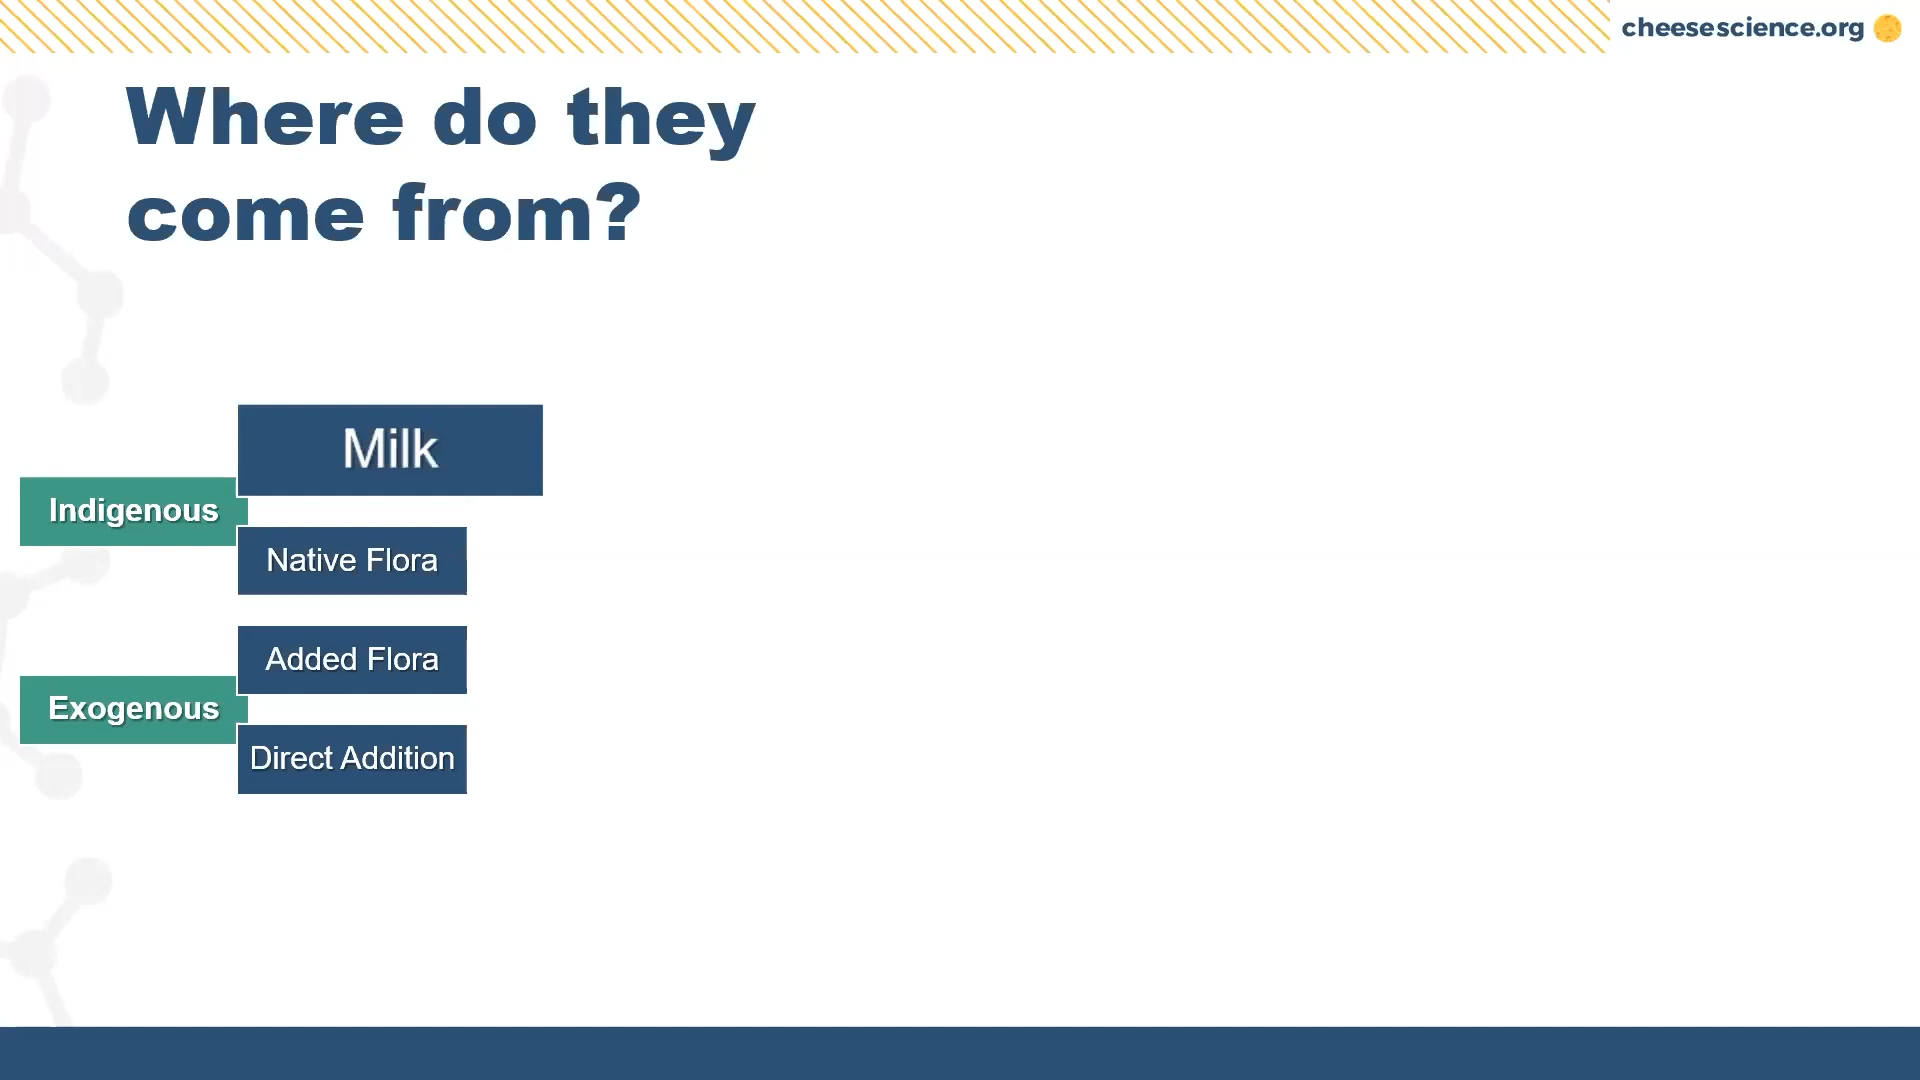 cheesescience.org
Where do they
come from?
Milk
Indigenous
Native Flora
Added Flora
Exogenous
Direct Addition